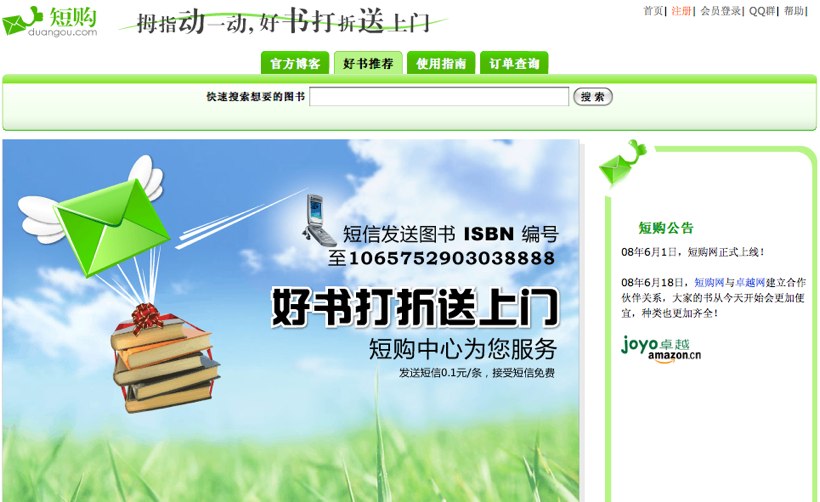 短购
duangou.com
拇指动一动,好书打折送上门
首页| 注册| 会员登录| QQ群| 帮助|
官方博客 好书推荐 使用指南 订单查询
快速搜索想要的图书 搜 索
短信发送图书 ISBN 编号
至1065752903038888
好书打折送上门
短购中心为您服务
发送短信0.1元/条，接受短信免费
短购公告
08年6月1日，短购网正式上线！
08年6月18日，短购网与卓越网建立合作
伙伴关系，大家的书从今天开始会更加便
宜，种类也更加齐全！
joyo卓越
amazon.cn